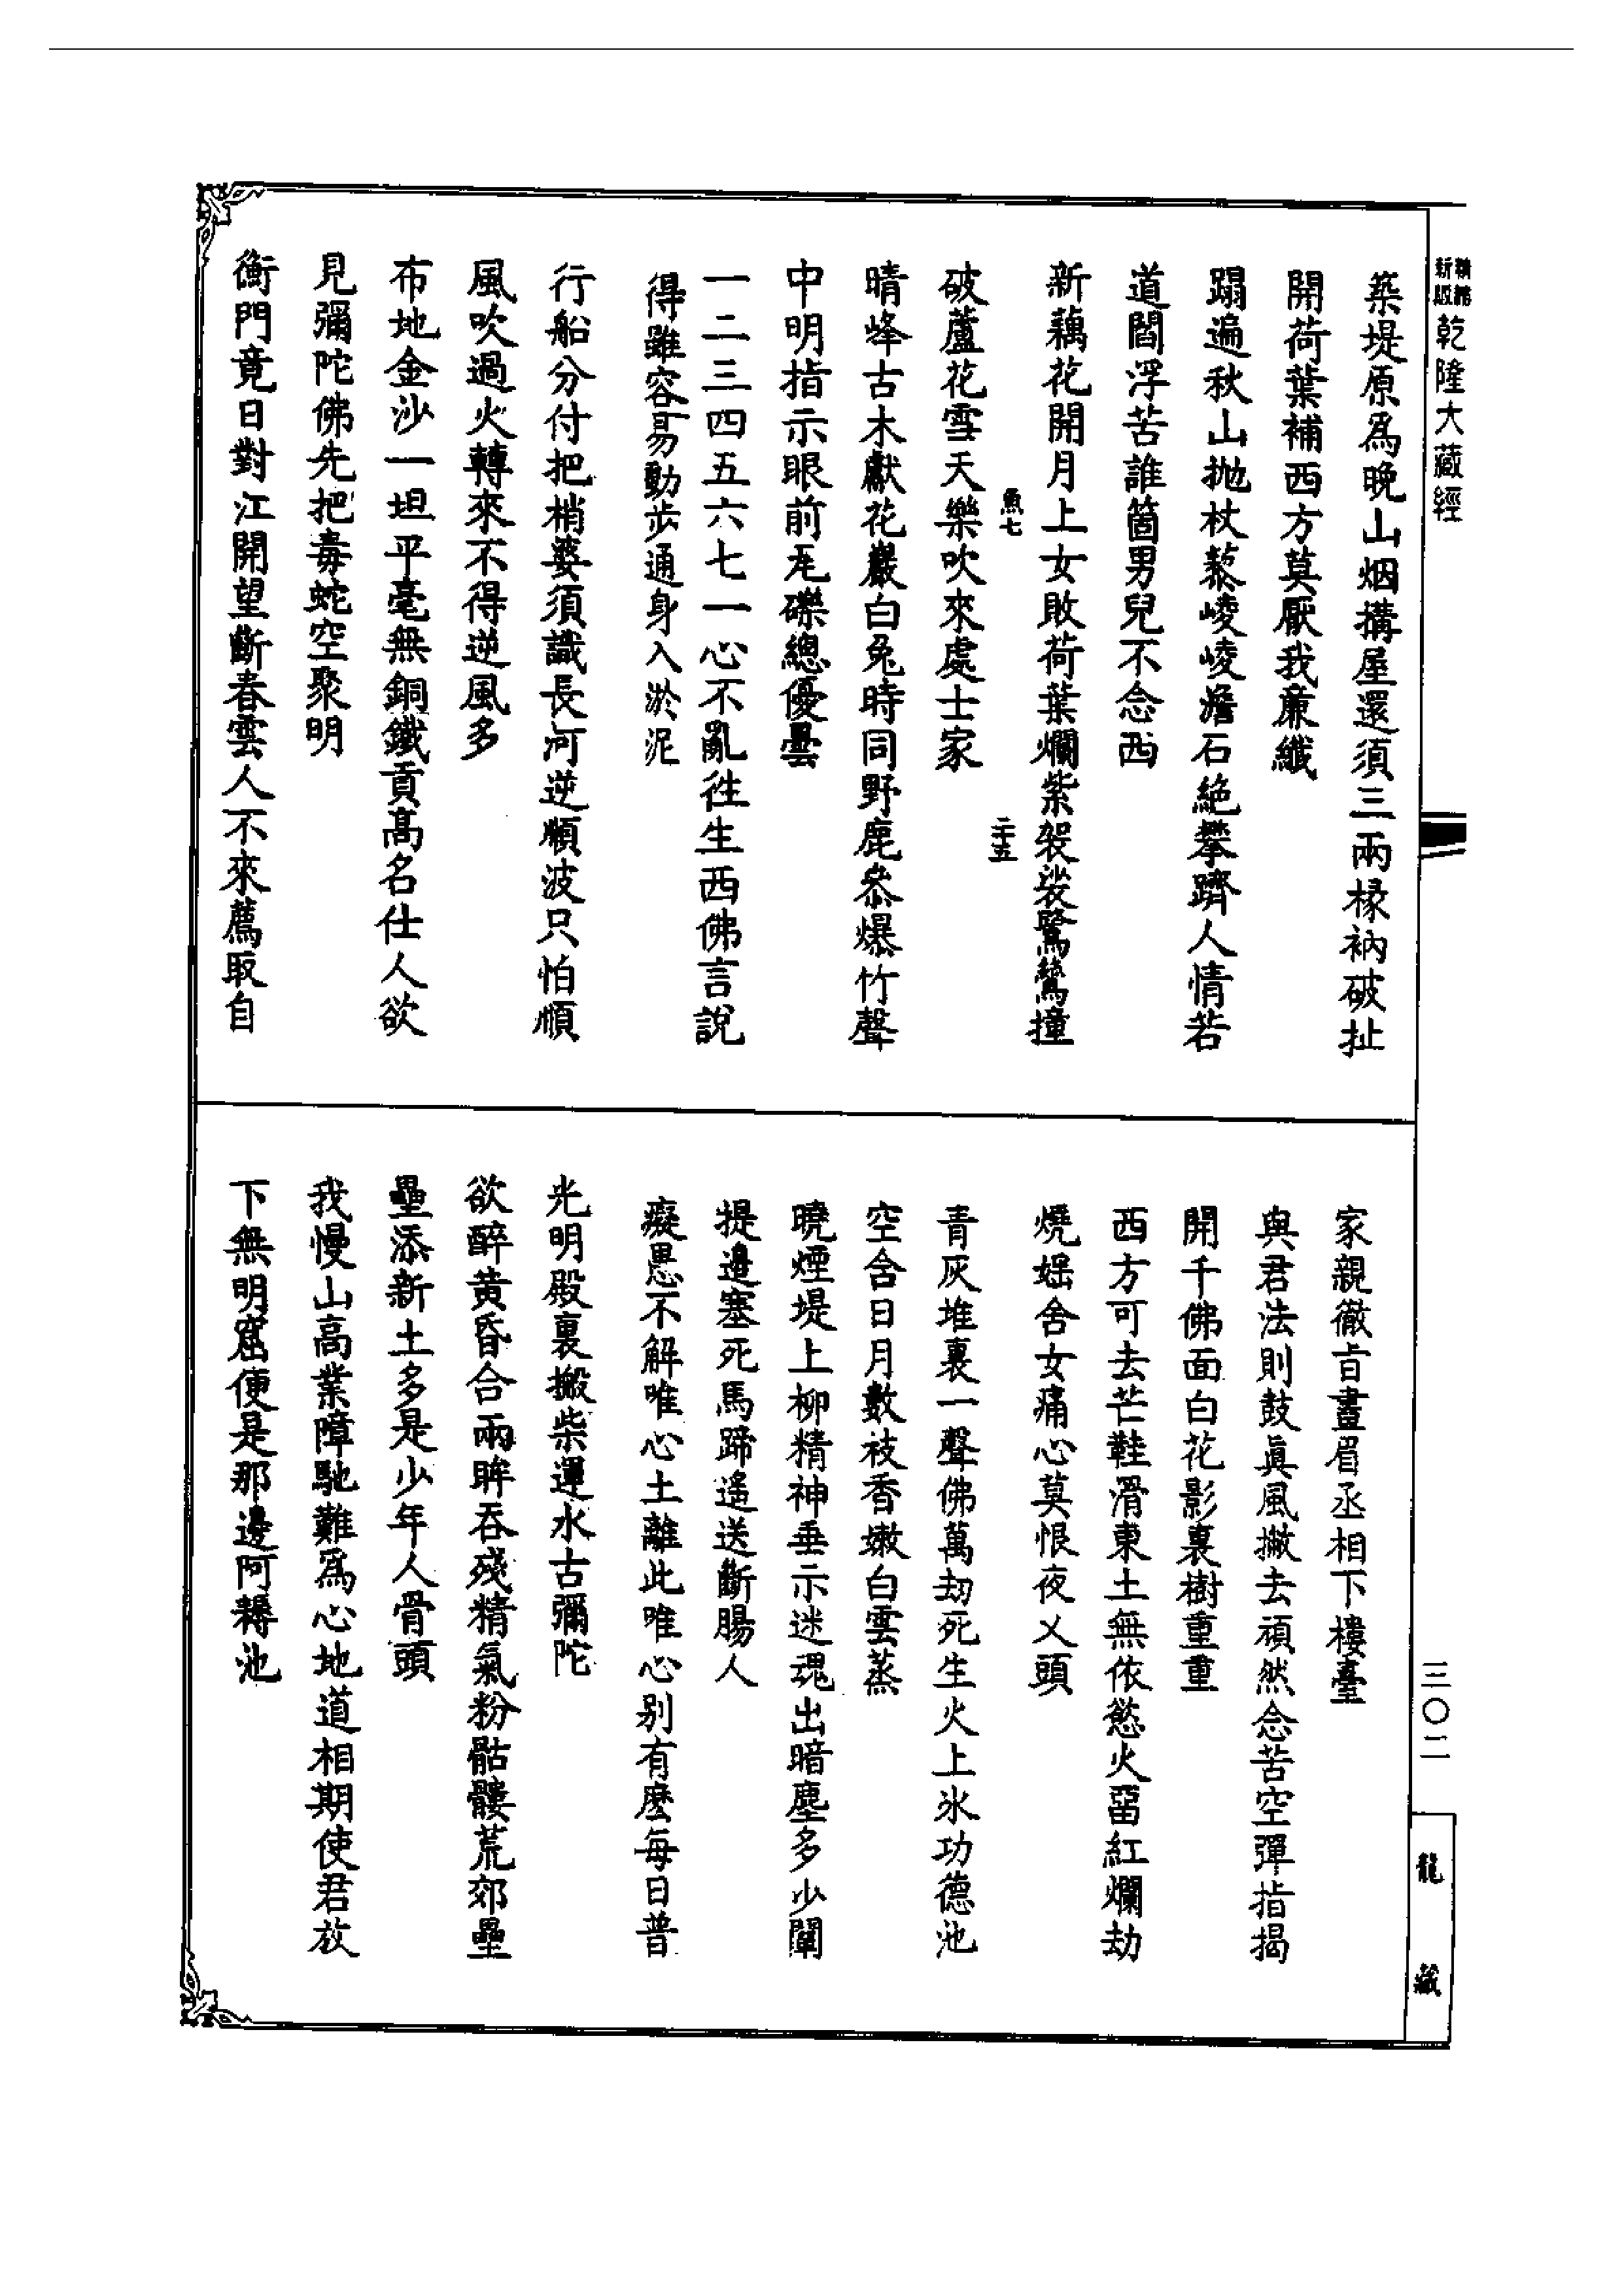 精縮
新版
乾隆大藏經
築堤原爲晚山烟搆屋還須三兩椽衲破扯
開荷葉補西方莫厭我廉纖
蹋遍秋山拋杖藜崚崚澹石絶攀躋人情若
道閻浮苦誰箇男兒不念西
新藕花開月上女敗荷葉爛紫袈裟鷺鷥撞
魚七
二十五
破蘆花雪天樂吹來處士家
晴峰古木獻花巖白兔時同野鹿叅爆竹聲
中明指示眼前瓦礫總優曇
一二三四五六七一心不亂徃生西佛言說
得雖容易動步通身入淤泥
行船分付把梢婆須識長河逆順波只怕順
風吹過火轉來不得逆風多
布地金沙一坦平毫無銅鐵貢髙名仕人欲
見彌陀佛先把毒蛇空聚明
衡門竟日對江開望斷春雲人不來薦取自
家親徹旨畫眉丞相下樓臺
與君法則鼓眞風撇去頑然念苦空彈指揭
開千佛面白花影裏樹重重
西方可去芒鞋滑東土無依慾火畱紅爛劫
燒婬舍女痛心莫恨夜乂頭
青灰堆裏一聲佛萬劫死生火上氷功德池
空含日月數枝香嫩白雲蒸
曉煙堤上柳精神垂示迷魂出暗塵多少闡
提邉塞死馬蹄遙送斷腸人
癡愚不解唯心土離此唯心别有麽每日普
光明殿裏搬柴運水古彌陀
欲醉黄昏合兩眸吞殘精氣粉骷髏荒郊壘
壘添新土多是少年人骨頭
我慢山高業障馳難爲心地道相期使君放
下無明窟便是那邊阿耨池
三〇二
龍藏